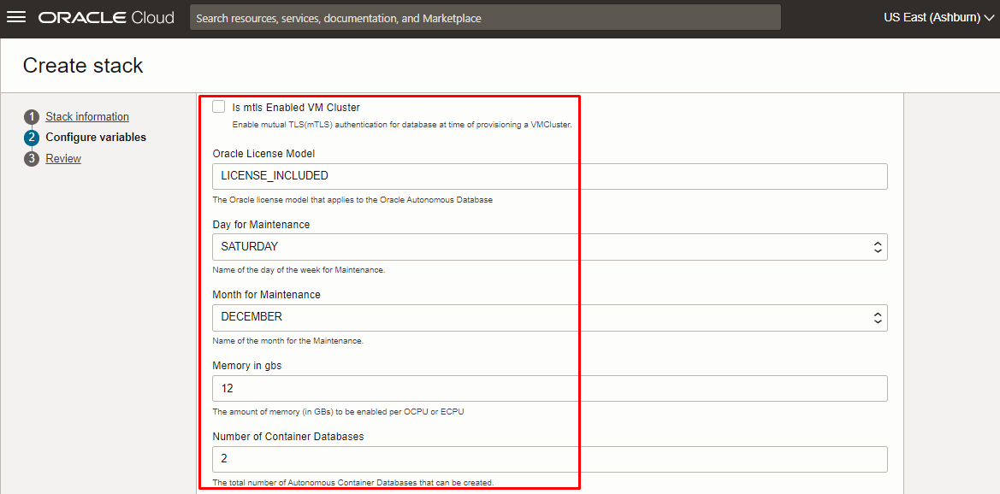 ORACLE Cloud
Search resources, services, documentation, and Marketplace
US East (Ashburn)
Create stack
1 Stack information
2 Configure variables
3 Review
Is mtls Enabled VM Cluster
Enable mutual TLS(mTLS) authentication for database at time of provisioning a VMCluster.
Oracle License Model
LICENSE_INCLUDED
The Oracle license model that applies to the Oracle Autonomous Database
Day for Maintenance
SATURDAY
Name of the day of the week for Maintenance.
Month for Maintenance
DECEMBER
Name of the month for the Maintenance.
Memory in gbs
12
The amount of memory (in GBs) to be enabled per OCPU or ECPU
Number of Container Databases
2
The total number of Autonomous Container Databases that can be created.